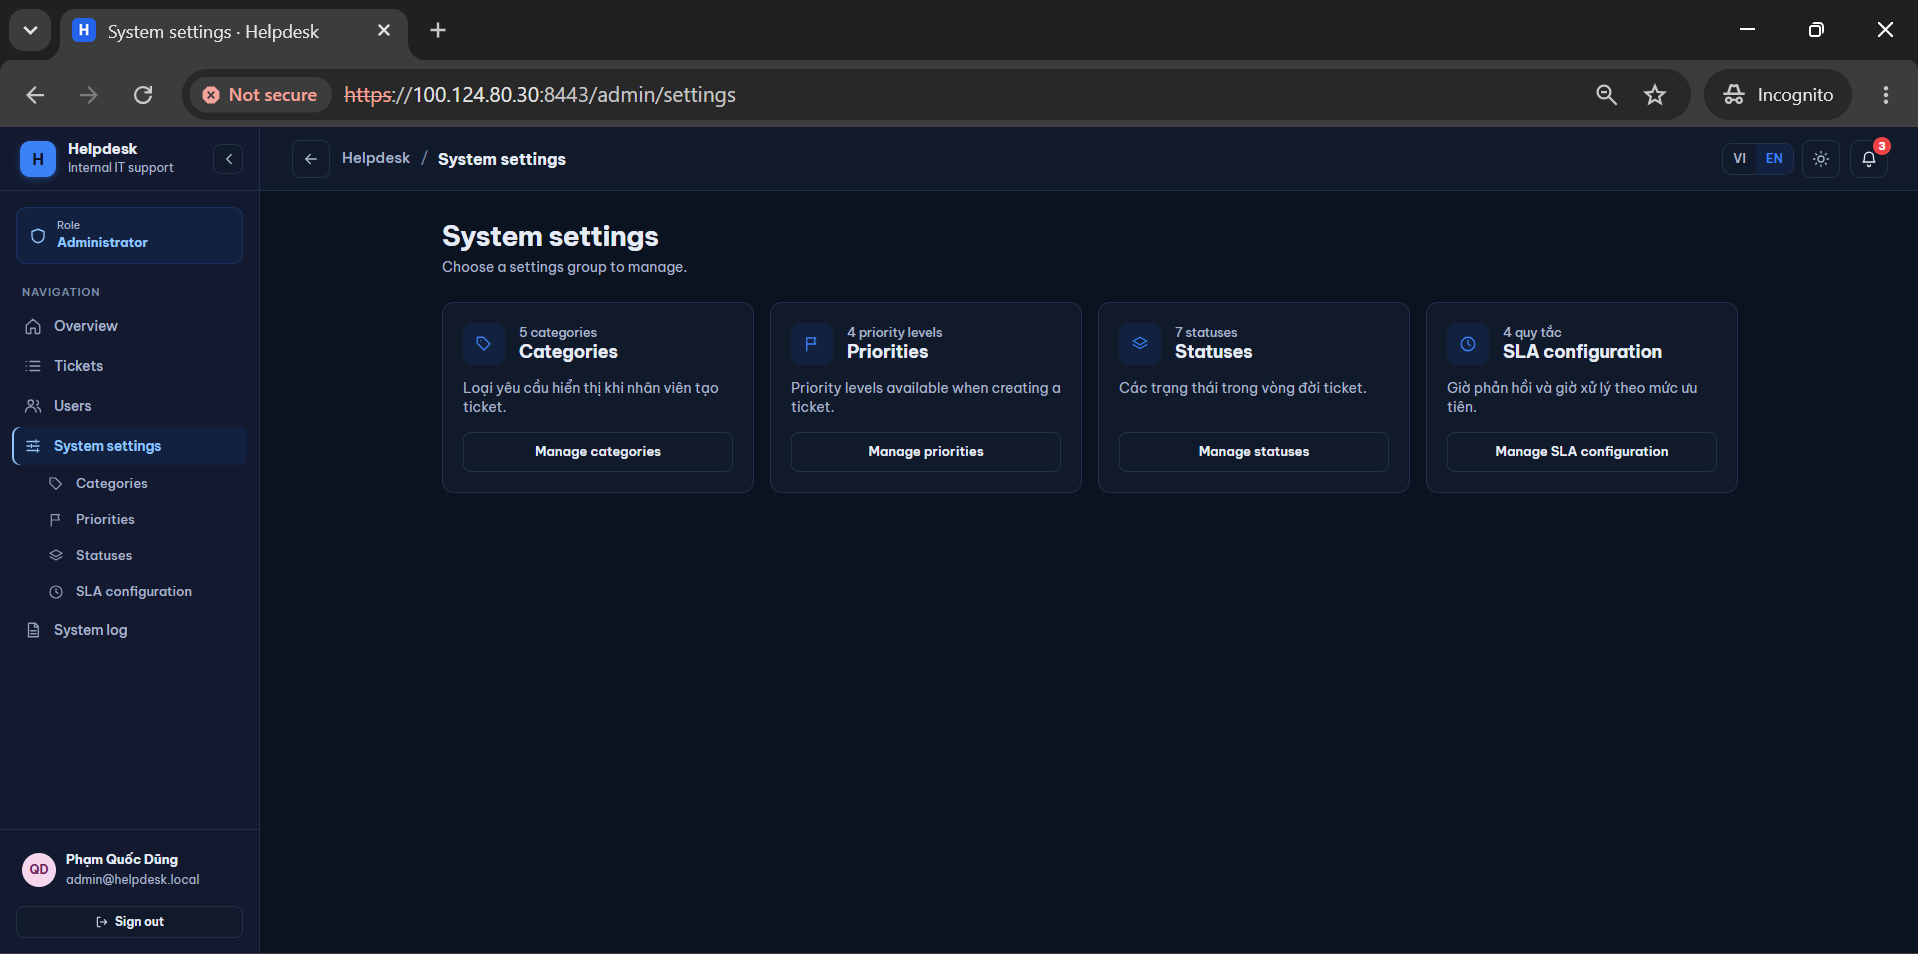 H
System settings · Helpdesk
Not secure
https://100.124.80.30:8443/admin/settings
Incognito
H
Helpdesk
Internal IT support
Helpdesk / System settings
VI
EN
3
Role
Administrator
NAVIGATION
Overview
Tickets
Users
System settings
Categories
Priorities
Statuses
SLA configuration
System log
QD
Phạm Quốc Dũng
admin@helpdesk.local
Sign out
System settings
Choose a settings group to manage.
5 categories
Categories
Loại yêu cầu hiển thị khi nhân viên tạo
ticket.
Manage categories
4 priority levels
Priorities
Priority levels available when creating a
ticket.
Manage priorities
7 statuses
Statuses
Các trạng thái trong vòng đời ticket.
Manage statuses
4 quy tắc
SLA configuration
Giờ phản hồi và giờ xử lý theo mức ưu
tiên.
Manage SLA configuration